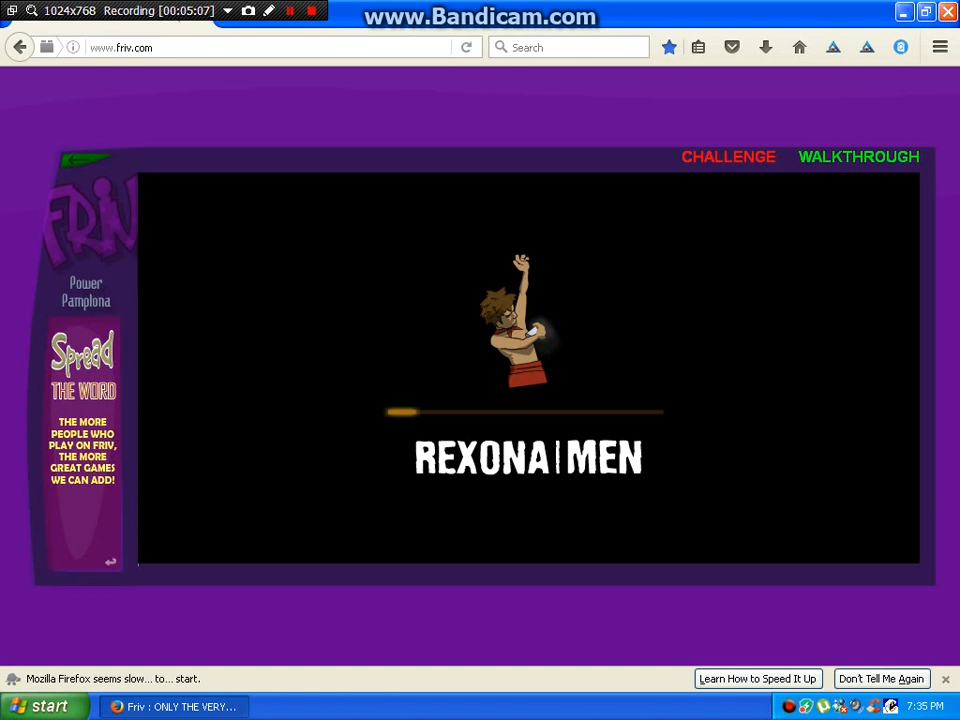 1024x768 Recording [00:05:07]
www.Bandicam.com
www.friv.com
Search
CHALLENGE WALKTHROUGH
FRIV
Power
Pamplona
Spread
THE WORD
THE MORE
PEOPLE WHO
PLAY ON FRIV,
THE MORE
GREAT GAMES
WE CAN ADD!
REXONA|MEN
Mozilla Firefox seems slow... to... start.
Learn How to Speed It Up
Don't Tell Me Again
start
Friv : ONLY THE VERY...
7:35 PM